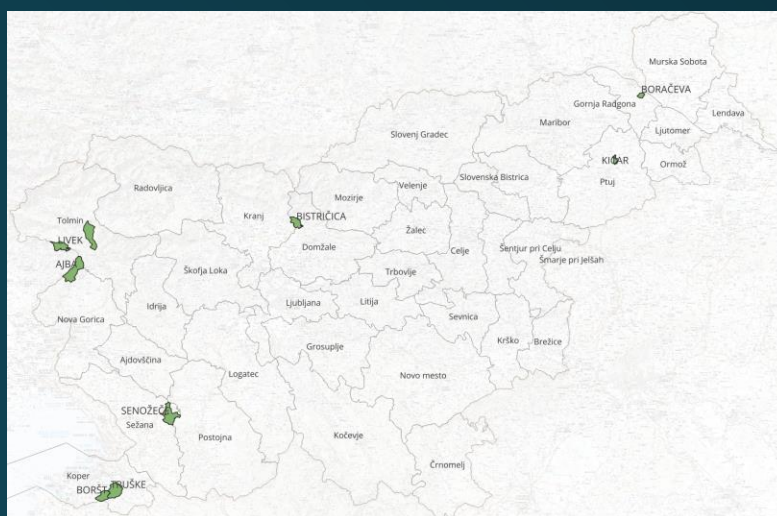 Murska Sobota
BORAČEVA
Gornja Radgona
Lendava
Maribor
Slovenj Gradec
Ljutomer
KICAR
Ormož
Slovenska Bistrica
Ptuj
Radovljica
Velenje
Mozirje
Kranj
BISTRIČICA
Tolmin
Žalec
LIVEK
Domžale
Celje
Šentjur pri Celju
Šmarje pri Jelšah
AJBA
Škofja Loka
Trbovlje
Idrija
Ljubljana
Litija
Nova Gorica
Sevnica
Krško
Brežice
Grosuplje
Ajdovščina
Logatec
Novo mesto
SENOŽEČE
Sežana
Postojna
Kočevje
Črnomelj
Koper
TRUŠKE
BORŠT